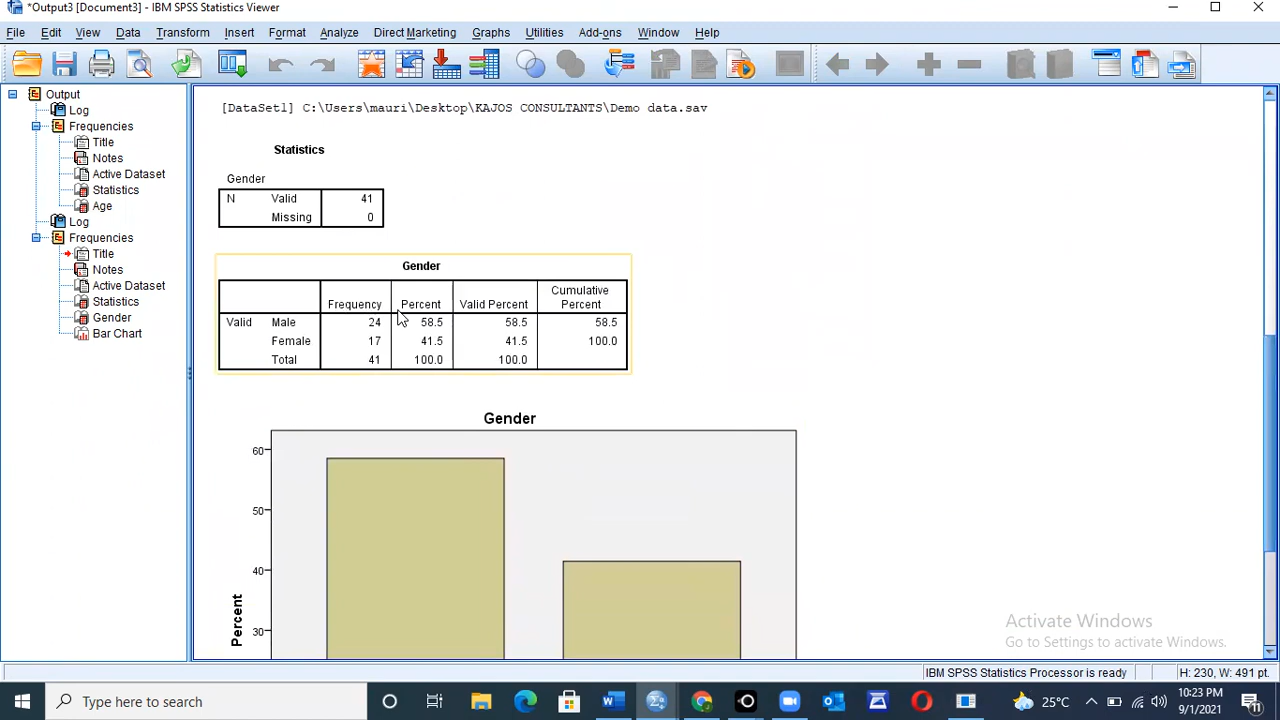 *Output3 [Document3] - IBM SPSS Statistics Viewer
File Edit View Data Transform Insert Format Analyze Direct Marketing Graphs Utilities Add-ons Window Help
Output
Log
Frequencies
Title
Notes
Active Dataset
Statistics
Age
Log
Frequencies
Title
Notes
Active Dataset
Statistics
Gender
Bar Chart
[DataSet1] C:\Users\mauri\Desktop\KAJOS CONSULTANTS\Demo data.sav
Statistics
Gender
N Valid 41
Missing 0
Gender
Frequency Percent Valid Percent Cumulative Percent
Valid Male 24 58.5 58.5 58.5
Female 17 41.5 41.5 100.0
Total 41 100.0 100.0
Gender
60
50
40
30
Percent
Activate Windows
Go to Settings to activate Windows.
IBM SPSS Statistics Processor is ready H: 230, W: 491 pt.
Type here to search
25°C
10:23 PM
9/1/2021
11